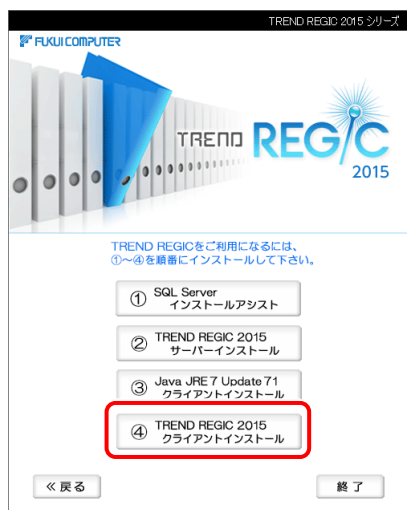 TREND REGIC 2015 シリーズ
FUKUI COMPUTER
TREND REGIC
2015
TREND REGICをご利用になるには、
①～④を順番にインストールして下さい。
① SQL Server
インストールアシスト
② TREND REGIC 2015
サーバーインストール
③ Java JRE 7 Update 71
クライアントインストール
④ TREND REGIC 2015
クライアントインストール
≪戻る
終了